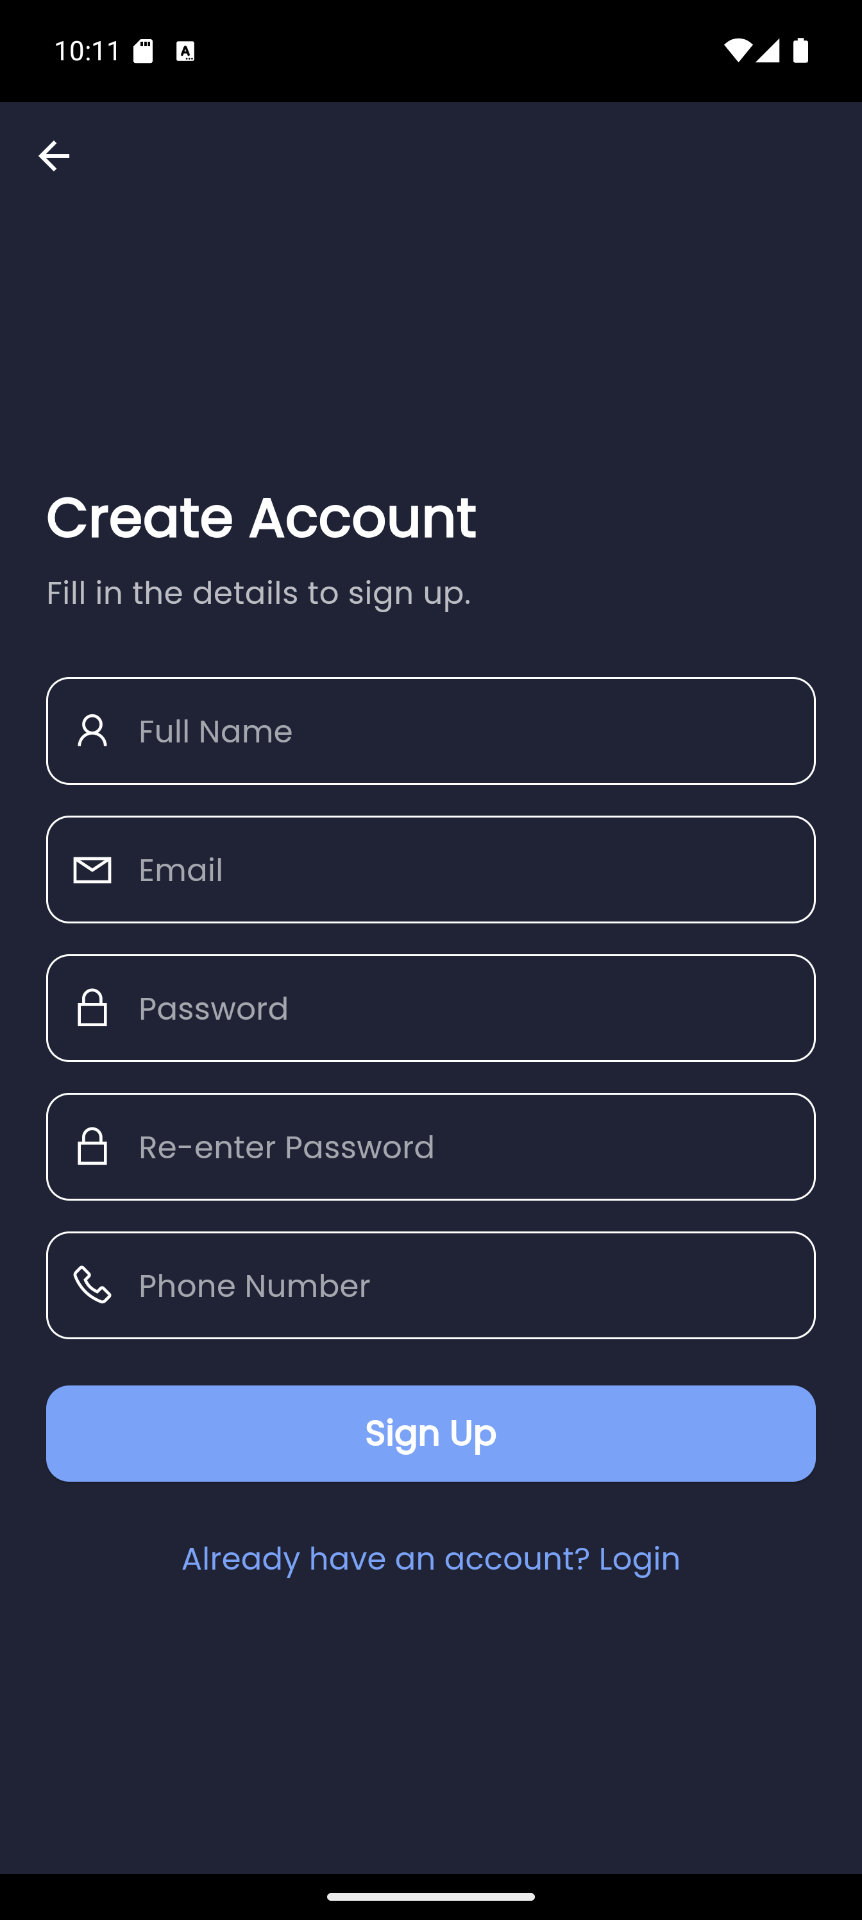 10:11
Create Account
Fill in the details to sign up.
Full Name
Email
Password
Re-enter Password
Phone Number
Sign Up
Already have an account? Login